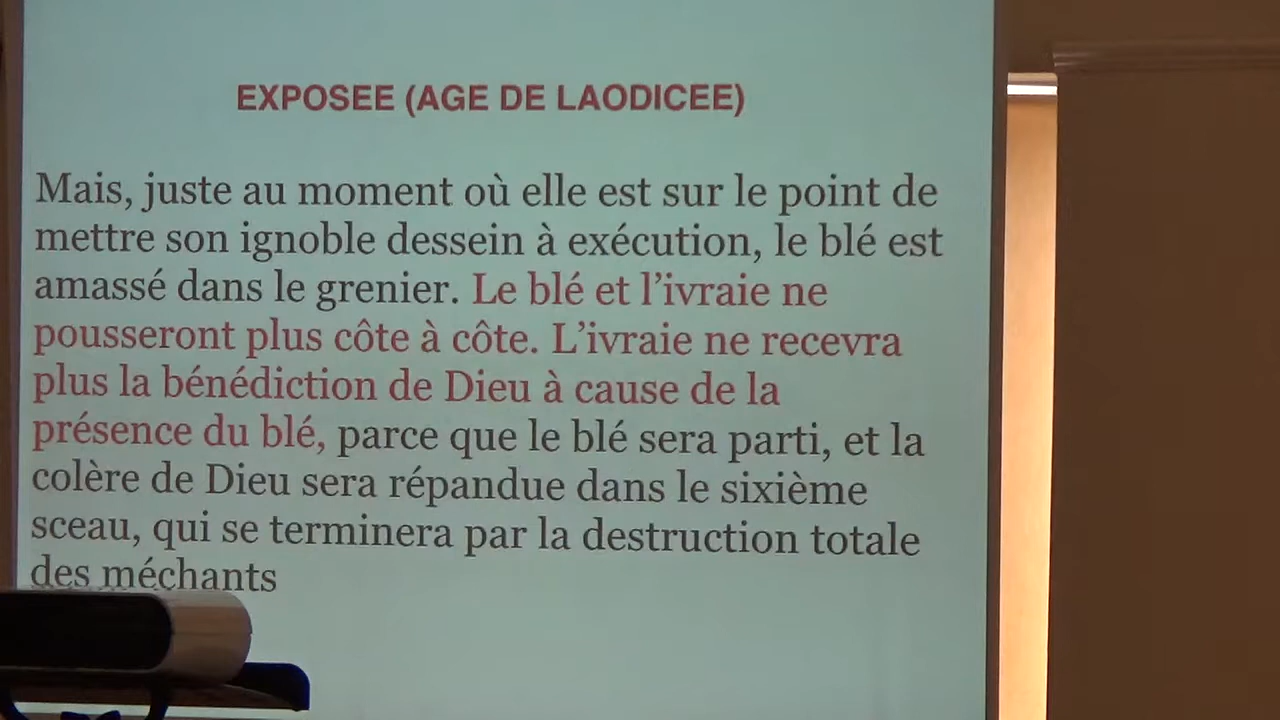 EXPOSEE (AGE DE LAODICEE)
Mais, juste au moment où elle est sur le point de
mettre son ignoble dessein à exécution, le blé est
amassé dans le grenier. Le blé et l’ivraie ne
pousseront plus côte à côte. L’ivraie ne recevra
plus la bénédiction de Dieu à cause de la
présence du blé, parce que le blé sera parti, et la
colère de Dieu sera répandue dans le sixième
sceau, qui se terminera par la destruction totale
des méchants